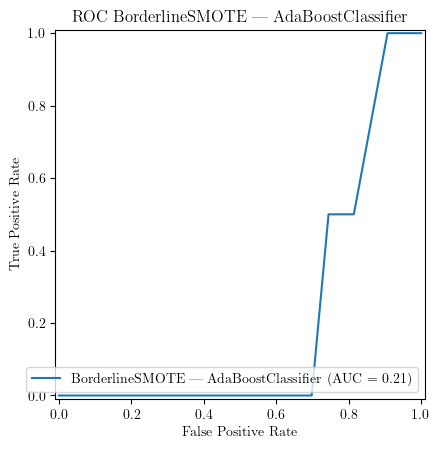 ROC BorderlineSMOTE — AdaBoostClassifier
True Positive Rate
1.0
0.8
0.6
0.4
0.2
0.0
BorderlineSMOTE — AdaBoostClassifier (AUC = 0.21)
0.0 0.2 0.4 0.6 0.8 1.0
False Positive Rate